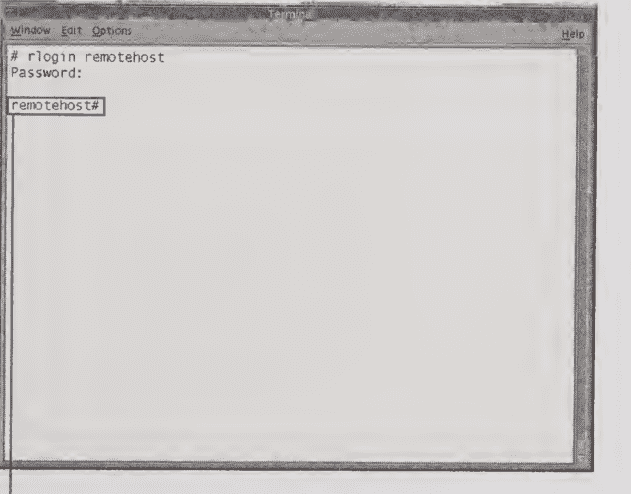 Terminal
Window Edit Options
Help
# rlogin remotehost
Password:
remotehost#